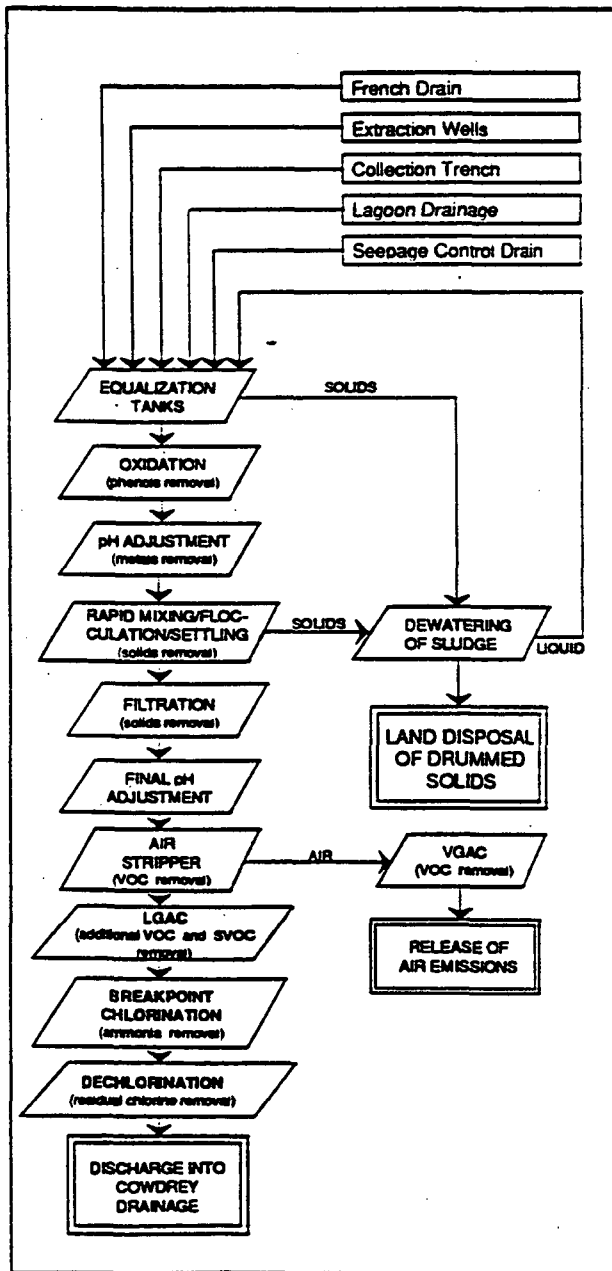 French Drain
Extraction Wells
Collection Trench
Lagoon Drainage
Seepage Control Drain
EQUALIZATION
TANKS
SOLIDS
OXIDATION
(phenols removal)
pH ADJUSTMENT
(metals removal)
RAPID MIXING/FLOC-
CULATION/SETTLING
(solids removal)
SOLIDS
DEWATERING
OF SLUDGE
LIQUID
FILTRATION
(solids removal)
LAND DISPOSAL
OF DRUMMED
SOLIDS
FINAL pH
ADJUSTMENT
AIR
STRIPPER
(VOC removal)
AIR
VGAC
(VOC removal)
LGAC
(additional VOC and SVOC
removal)
RELEASE OF
AIR EMISSIONS
BREAKPOINT
CHLORINATION
(ammonia removal)
DECHLORINATION
(residual chlorine removal)
DISCHARGE INTO
COWDREY
DRAINAGE